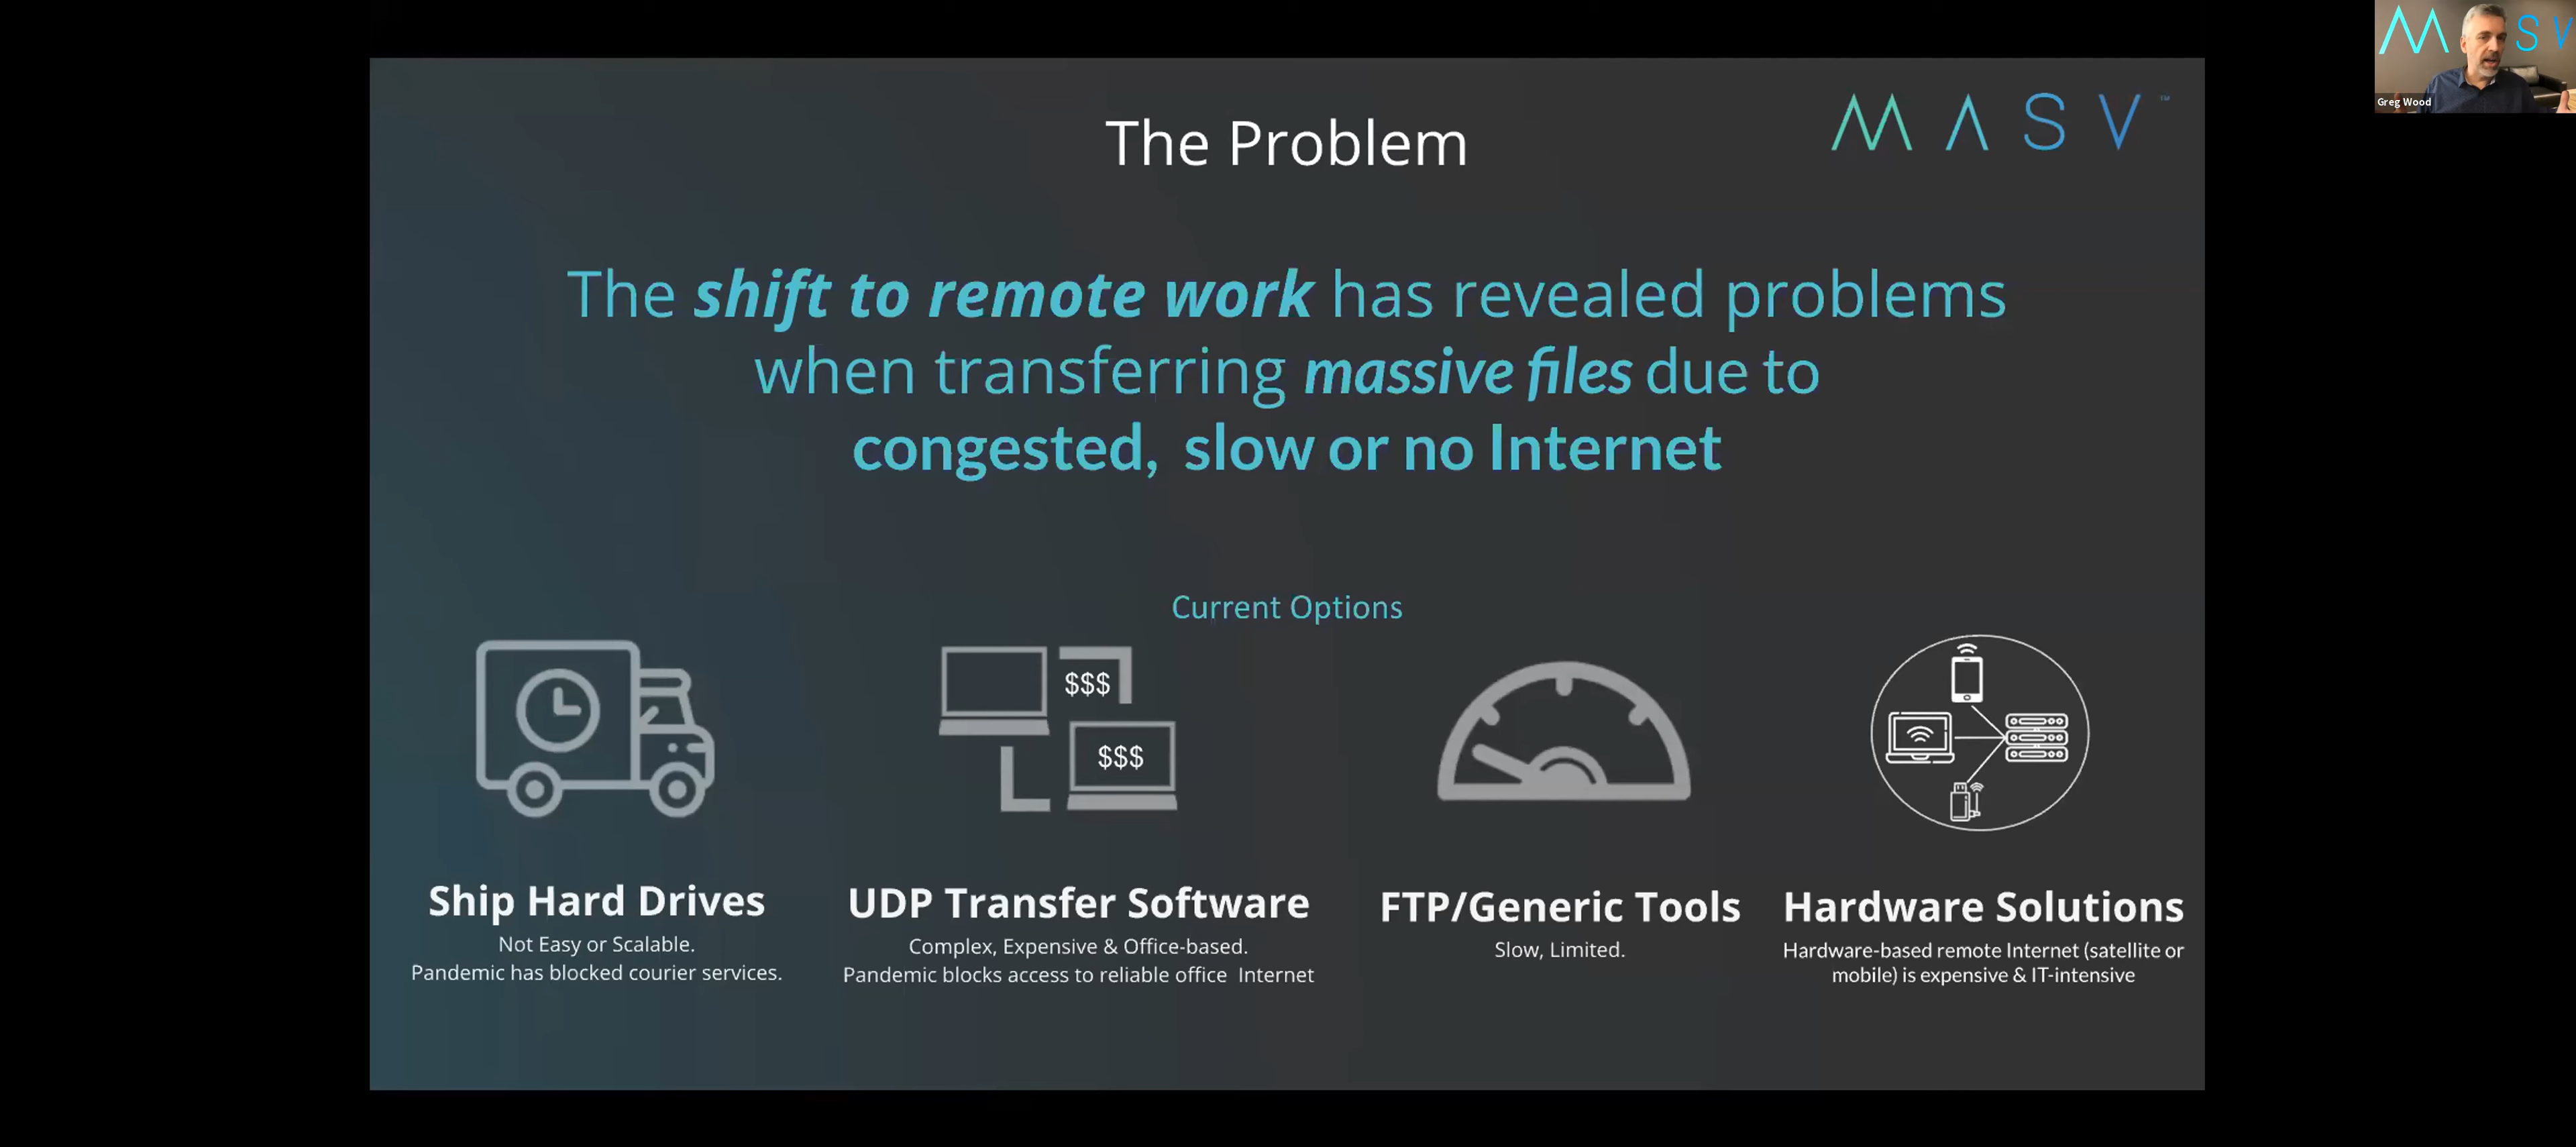 M A S V
Greg Wood
The Problem
M A S V ™
The shift to remote work has revealed problems
when transferring massive files due to
congested, slow or no Internet
Current Options
$$$
$$$
Ship Hard Drives
Not Easy or Scalable.
Pandemic has blocked courier services.
UDP Transfer Software
Complex, Expensive & Office-based.
Pandemic blocks access to reliable office Internet
FTP/Generic Tools
Slow, Limited.
Hardware Solutions
Hardware-based remote Internet (satellite or
mobile) is expensive & IT-intensive